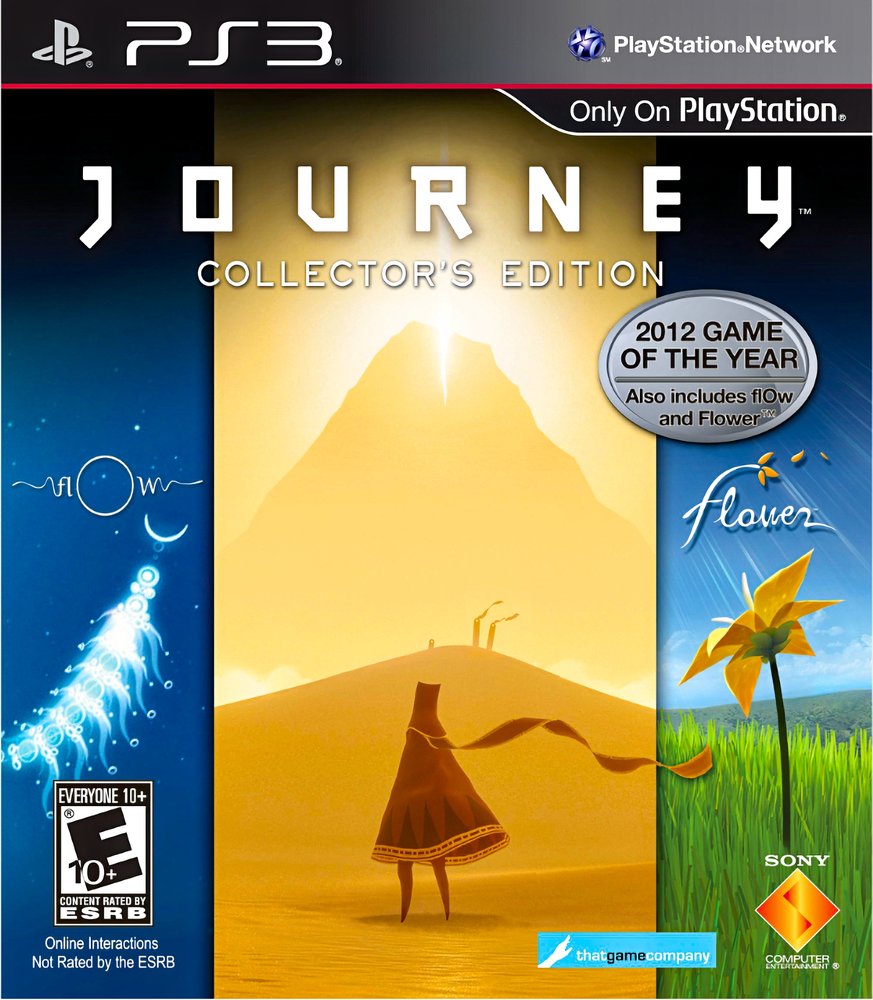 PS3®
PlayStation®Network
SM
Only On PlayStation®
JOURNEY™
COLLECTOR'S EDITION
2012 GAME
OF THE YEAR
Also includes flOw
and Flower™
flOw
Flower
EVERYONE 10+
®
E
10+
CONTENT RATED BY
ESRB
Online Interactions
Not Rated by the ESRB
thatgamecompany
SONY
COMPUTER
ENTERTAINMENT®